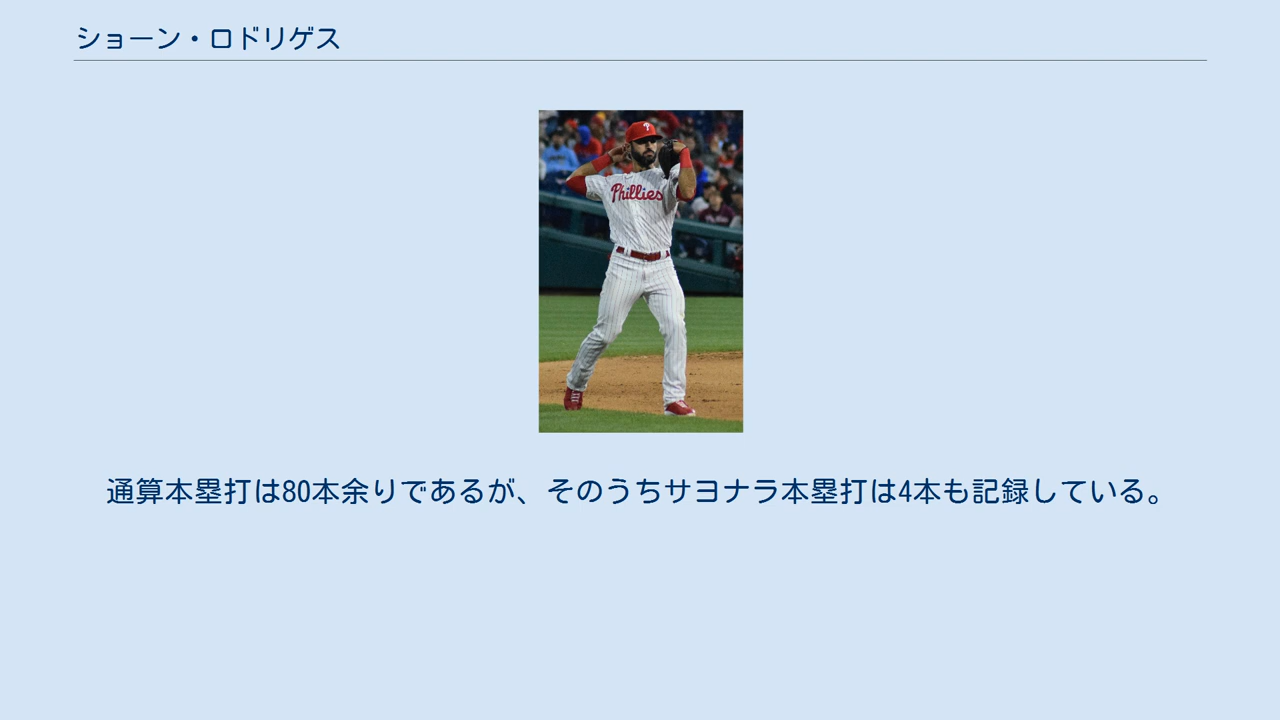 ショーン・ロドリゲス
Phillies
通算本塁打は80本余りであるが、そのうちサヨナラ本塁打は4本も記録している。